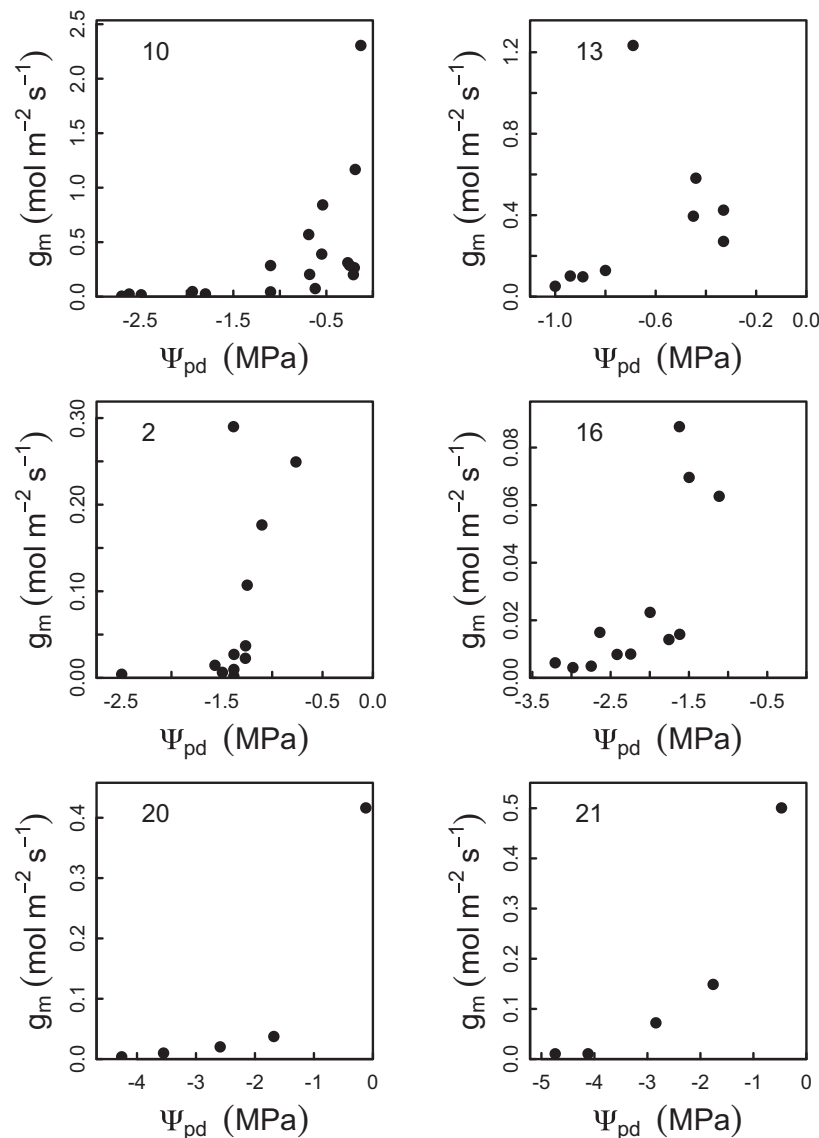 10
2.5
2.0
1.5
1.0
0.5
0.0
-2.5 -1.5 -0.5
gm (mol m−2 s−1)
Ψpd (MPa)
13
1.2
0.8
0.4
0.0
-1.0 -0.6 -0.2 0.0
gm (mol m−2 s−1)
Ψpd (MPa)
2
0.30
0.20
0.10
0.00
-2.5 -1.5 -0.5 0.0
gm (mol m−2 s−1)
Ψpd (MPa)
16
0.08
0.06
0.04
0.02
0.00
-3.5 -2.5 -1.5 -0.5
gm (mol m−2 s−1)
Ψpd (MPa)
20
0.4
0.3
0.2
0.1
0.0
-4 -3 -2 -1 0
gm (mol m−2 s−1)
Ψpd (MPa)
21
0.5
0.4
0.3
0.2
0.1
0.0
-5 -4 -3 -2 -1 0
gm (mol m−2 s−1)
Ψpd (MPa)